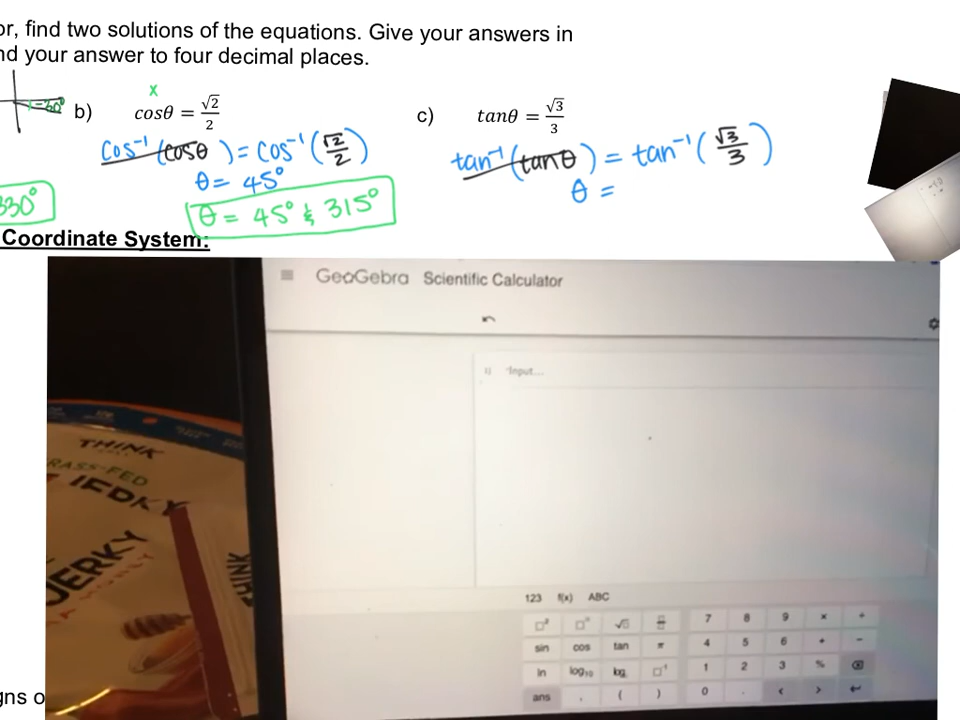 or, find two solutions of the equations. Give your answers in
nd your answer to four decimal places.
-30°
b) x
cosθ = √2/2
c) tanθ = √3/3
cos⁻¹(cosθ) = cos⁻¹(√2/2)
tan⁻¹(tanθ) = tan⁻¹(√3/3)
θ = 45°
θ =
330°
θ = 45° & 315°
Coordinate System:
GeoGebra Scientific Calculator
1) Input...
THINK
RASS-FED
JERKY
JERKY
THINK
123 f(x) ABC
7 8 9 × ÷
sin cos tan π 4 5 6 + −
ln log₁₀ 1 2 3 %
ans , ( ) 0 . < >
gns o